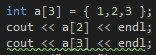 int a[3] = { 1,2,3 };
cout << a[2] << endl;
cout << a[3] << endl;